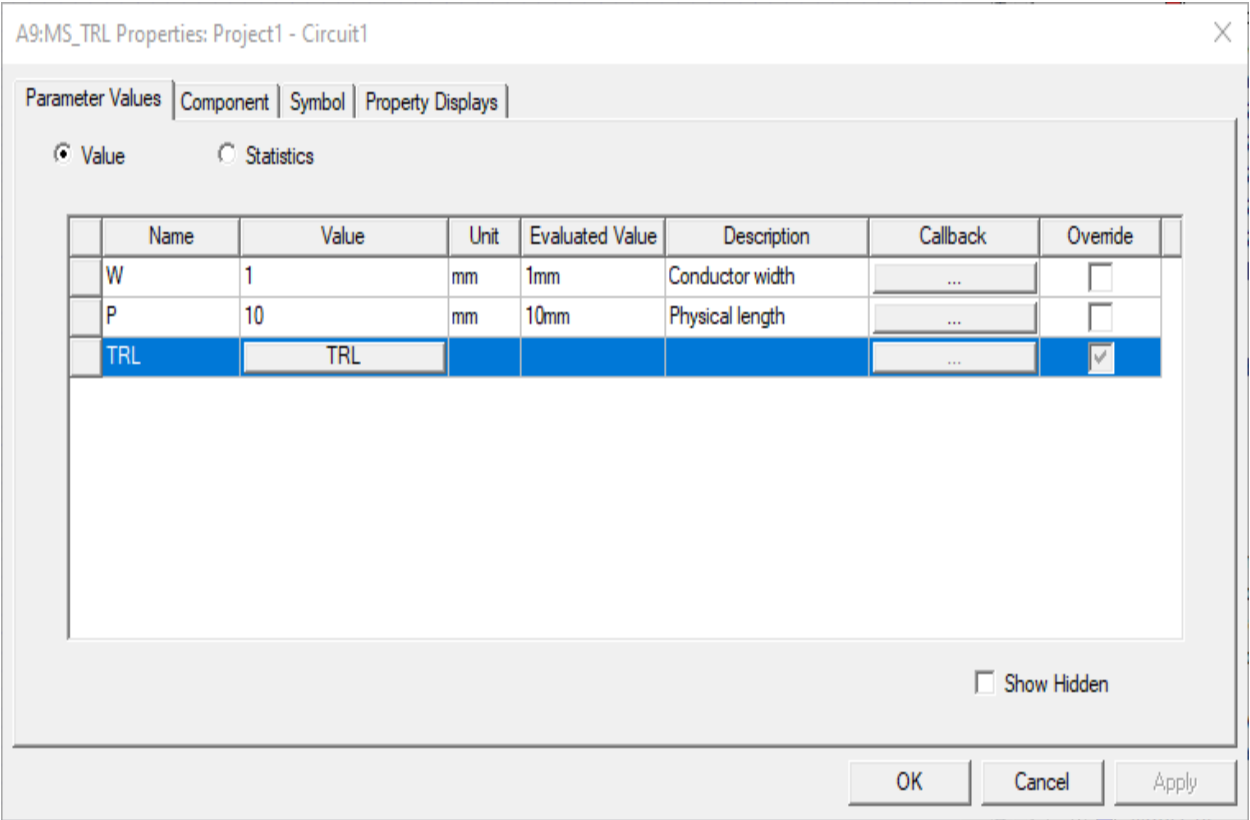 A9:MS_TRL Properties: Project1 - Circuit1
Parameter Values Component Symbol Property Displays
Value Statistics
Name Value Unit Evaluated Value Description Callback Override
W 1 mm 1mm Conductor width ...
P 10 mm 10mm Physical length ...
TRL TRL ...
Show Hidden
OK Cancel Apply